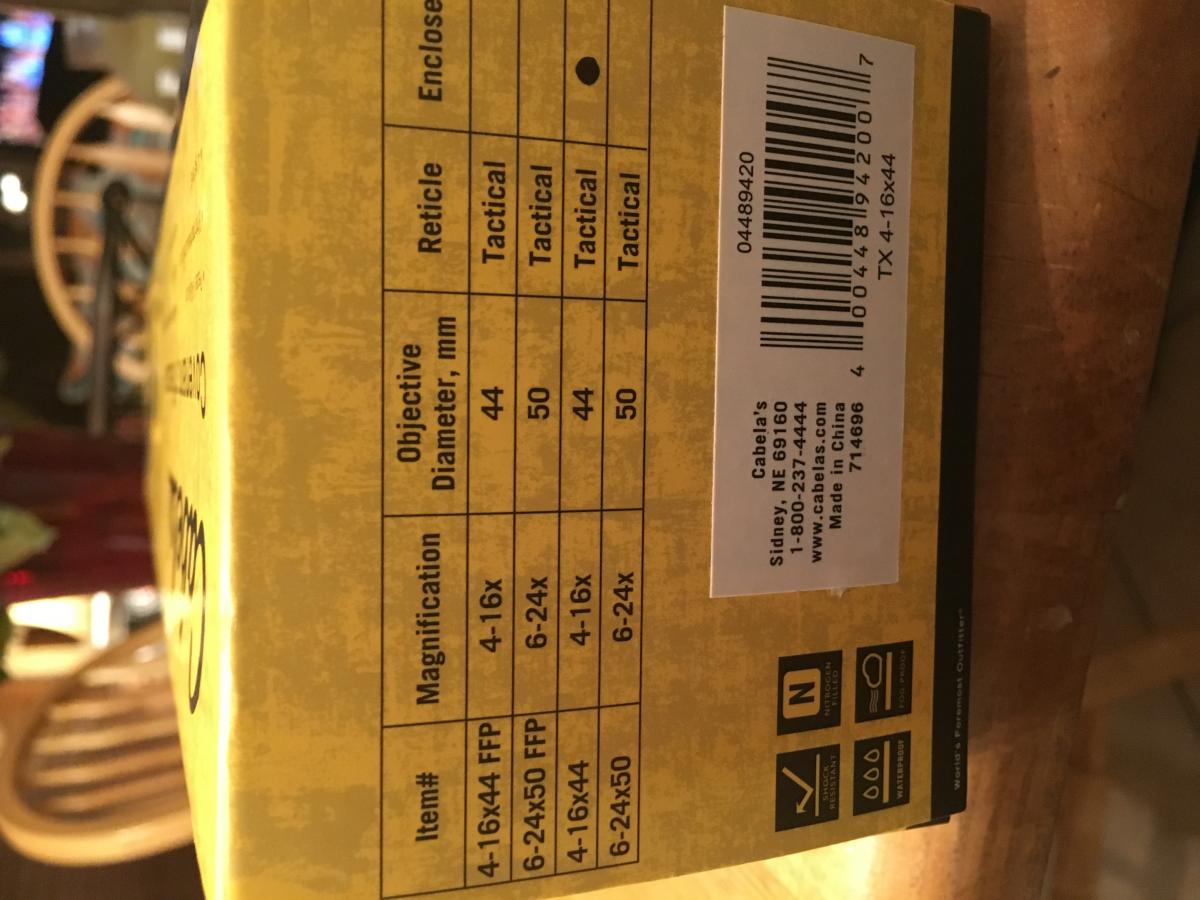 Item# Magnification Objective Diameter, mm Reticle Enclose
4-16x44 FFP 4-16x 44 Tactical
6-24x50 FFP 6-24x 50 Tactical
4-16x44 4-16x 44 Tactical ●
6-24x50 6-24x 50 Tactical
SHOCK RESISTANT
NITROGEN FILLED
WATERPROOF
FOG PROOF
Cabela's
Sidney, NE 69160
1-800-237-4444
www.cabelas.com
Made in China
714696
04489420
4 00448 94200 7
TX 4-16x44
World's Foremost Outfitter®